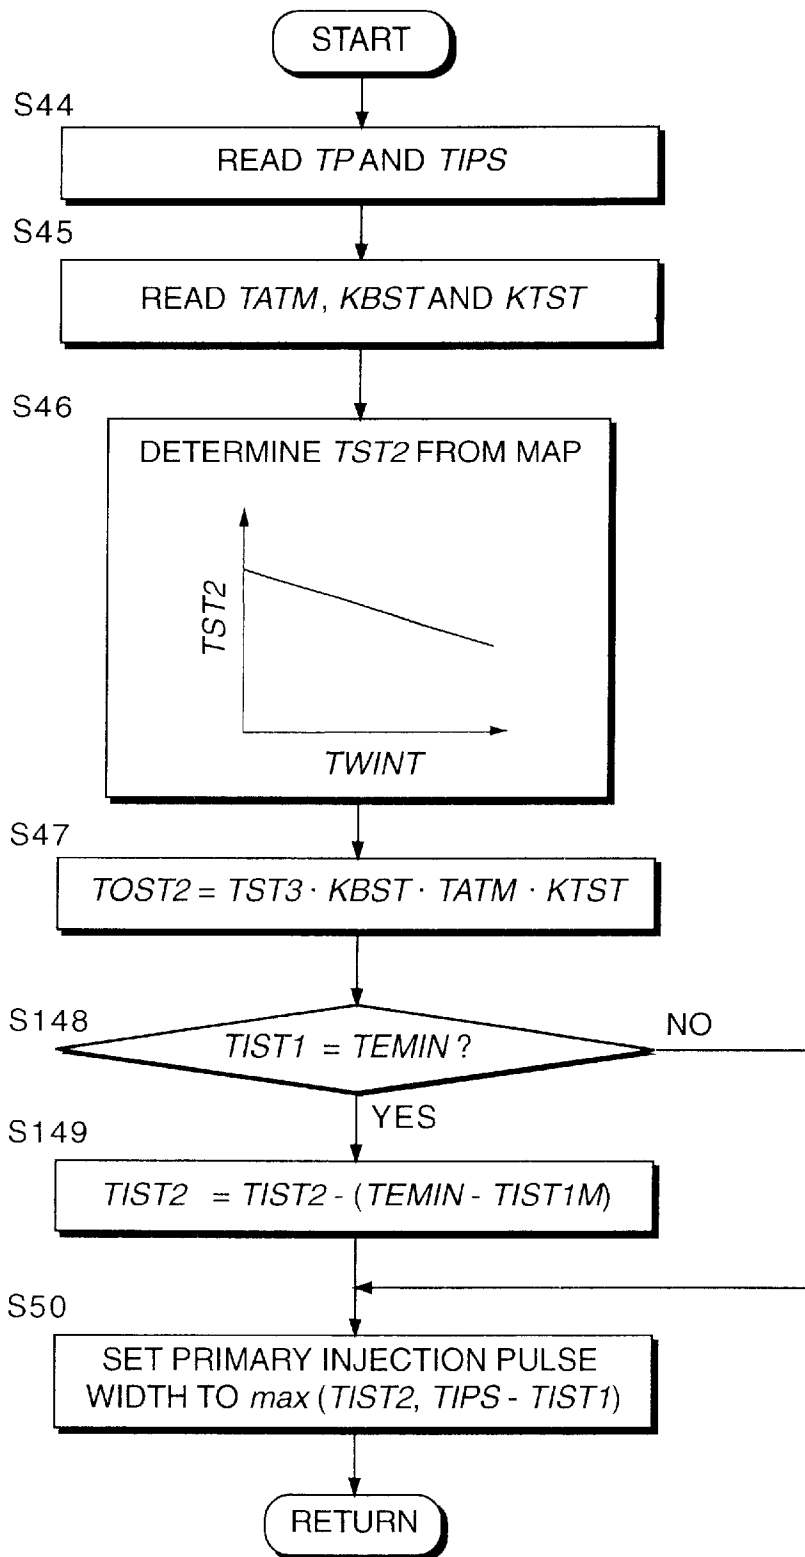 START
S44
READ TP AND TIPS
S45
READ TATM, KBST AND KTST
S46
DETERMINE TST2 FROM MAP
TST2
TWINT
S47
TOST2 = TST3 · KBST · TATM · KTST
S148
TIST1 = TEMIN ?
NO
YES
S149
TIST2 = TIST2 - (TEMIN - TIST1M)
S50
SET PRIMARY INJECTION PULSE
WIDTH TO max (TIST2, TIPS - TIST1)
RETURN